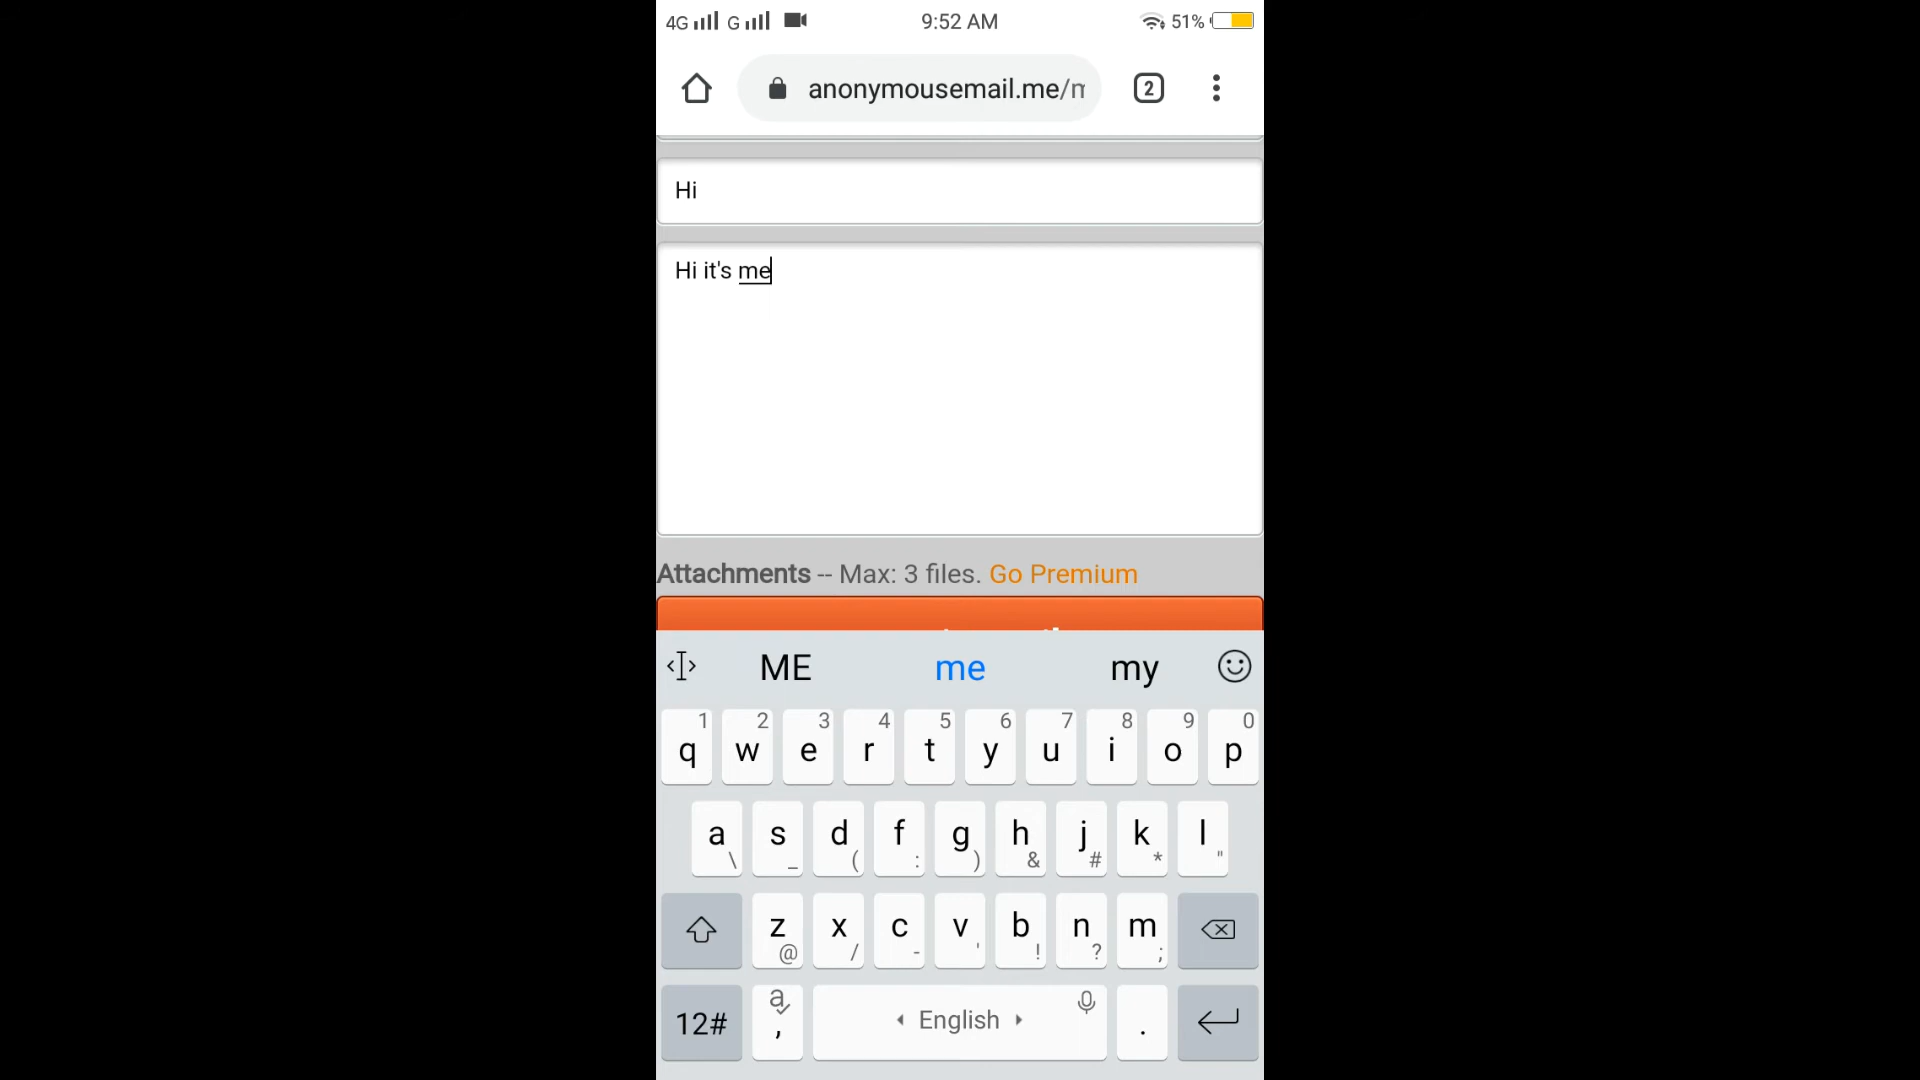 4G G 9:52 AM 51%
anonymousemail.me/m 2
Hi
Hi it's me
Attachments -- Max: 3 files. Go Premium
ME me my
1 2 3 4 5 6 7 8 9 0
q w e r t y u i o p
a s d f g h j k l
\ _ ( : ) & # * "
z x c v b n m
@ / - ' ! ? ;
12# , English .